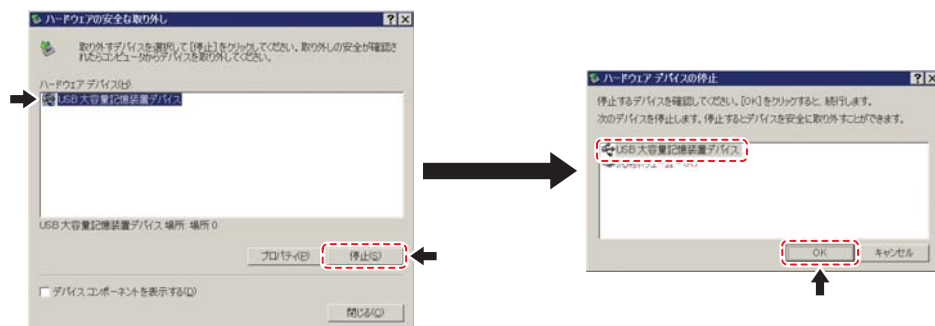 ハードウェアの安全な取り外し
取り外すデバイスを選択して [停止] をクリックしてください。取り外しの安全が確認さ
れたらコンピュータからデバイスを取り外してください。
ハードウェア デバイス(H)
USB 大容量記憶装置デバイス
USB 大容量記憶装置デバイス 場所 場所 0
プロパティ(P)
停止(S)
デバイス コンポーネントを表示する(D)
閉じる(C)
ハードウェア デバイスの停止
停止するデバイスを確認してください。[OK] をクリックすると、続行します。
次のデバイスを停止します。停止するとデバイスを安全に取り外すことができます。
USB 大容量記憶装置デバイス
OK
キャンセル